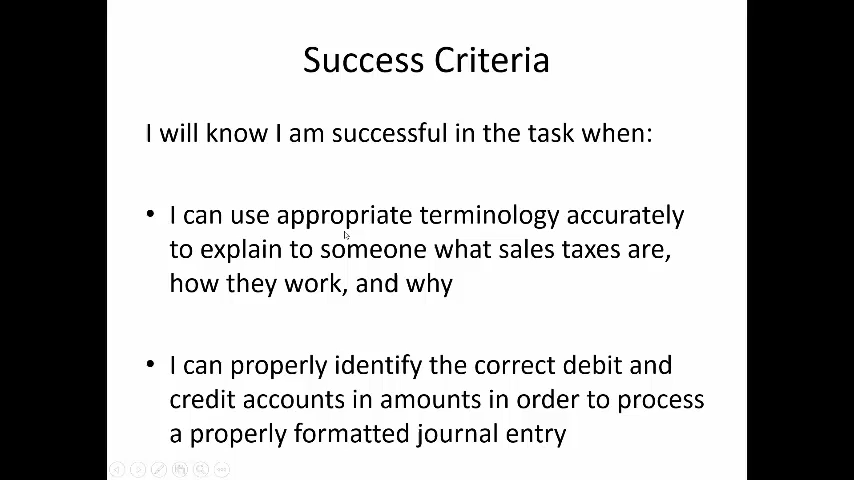 Success Criteria
I will know I am successful in the task when:
• I can use appropriate terminology accurately
to explain to someone what sales taxes are,
how they work, and why
• I can properly identify the correct debit and
credit accounts in amounts in order to process
a properly formatted journal entry